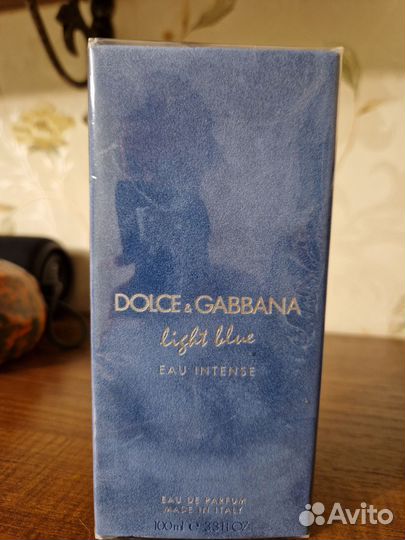 DOLCE & GABBANA
light blue
EAU INTENSE
EAU DE PARFUM
MADE IN ITALY
100ml ℮ 3.3 FL.OZ.
Avito